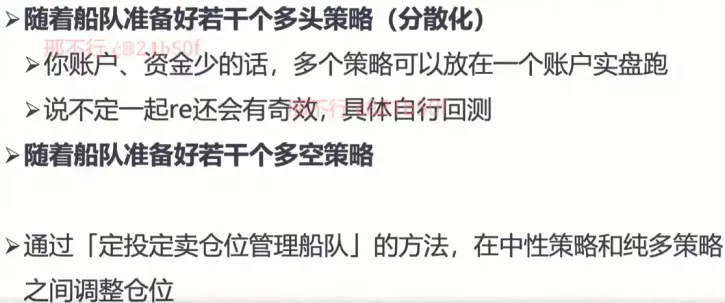 ➢随着船队准备好若干个多头策略（分散化）
邢不行
➢你账户、资金少的话，多个策略可以放在一个账户实盘跑
➢说不定一起re还会有奇效，具体自行回测
➢随着船队准备好若干个多空策略
➢通过「定投定卖仓位管理船队」的方法，在中性策略和纯多策略
之间调整仓位